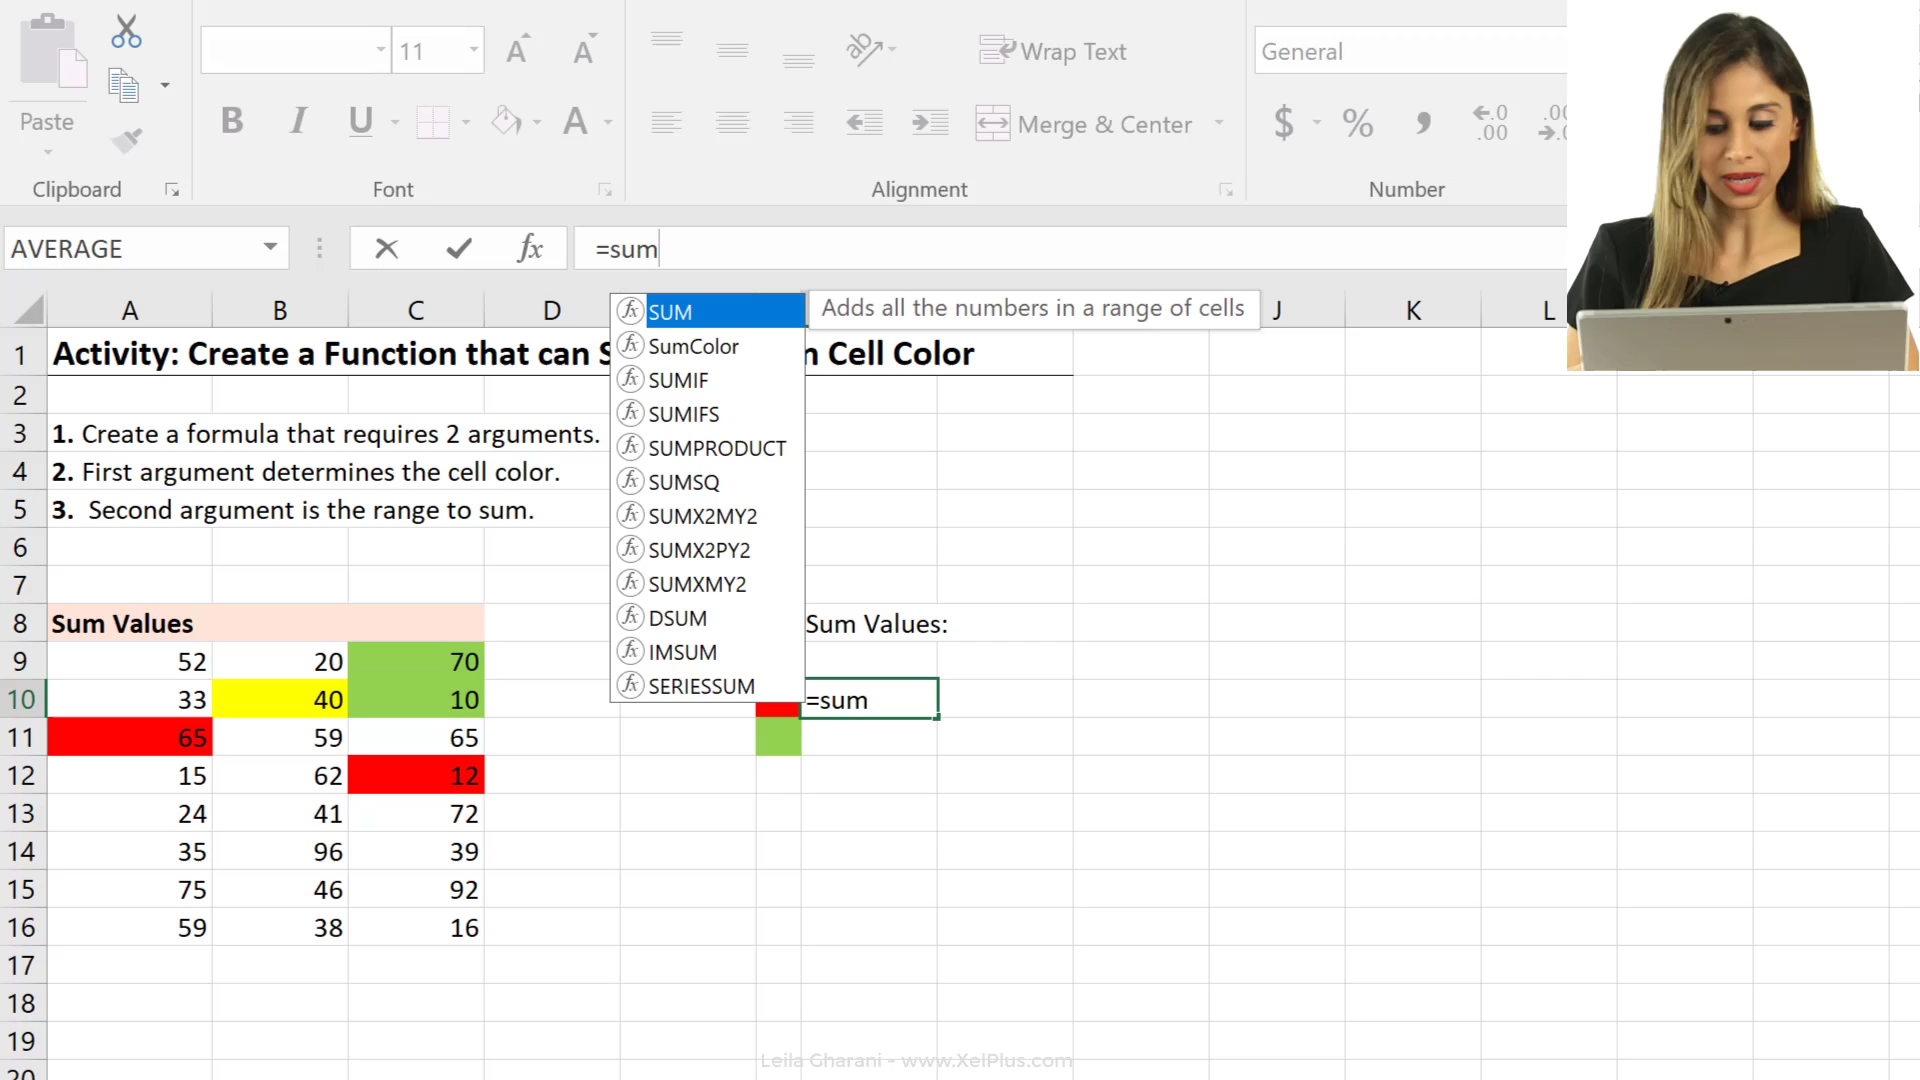 11
Wrap Text
General
Paste
Merge & Center
$ % , ←.0 .00
Clipboard Font Alignment Number
AVERAGE fx =sum
A B C D J K L
SUM Adds all the numbers in a range of cells
SumColor
SUMIF
SUMIFS
SUMPRODUCT
SUMSQ
SUMX2MY2
SUMX2PY2
SUMXMY2
DSUM
IMSUM
SERIESSUM
1 Activity: Create a Function that can S n Cell Color
2
3 1. Create a formula that requires 2 arguments.
4 2. First argument determines the cell color.
5 3. Second argument is the range to sum.
6
7
8 Sum Values Sum Values:
9 52 20 70
10 33 40 10 =sum
11 65 59 65
12 15 62 12
13 24 41 72
14 35 96 39
15 75 46 92
16 59 38 16
17
18
19
20
Leila Gharani - www.XelPlus.com